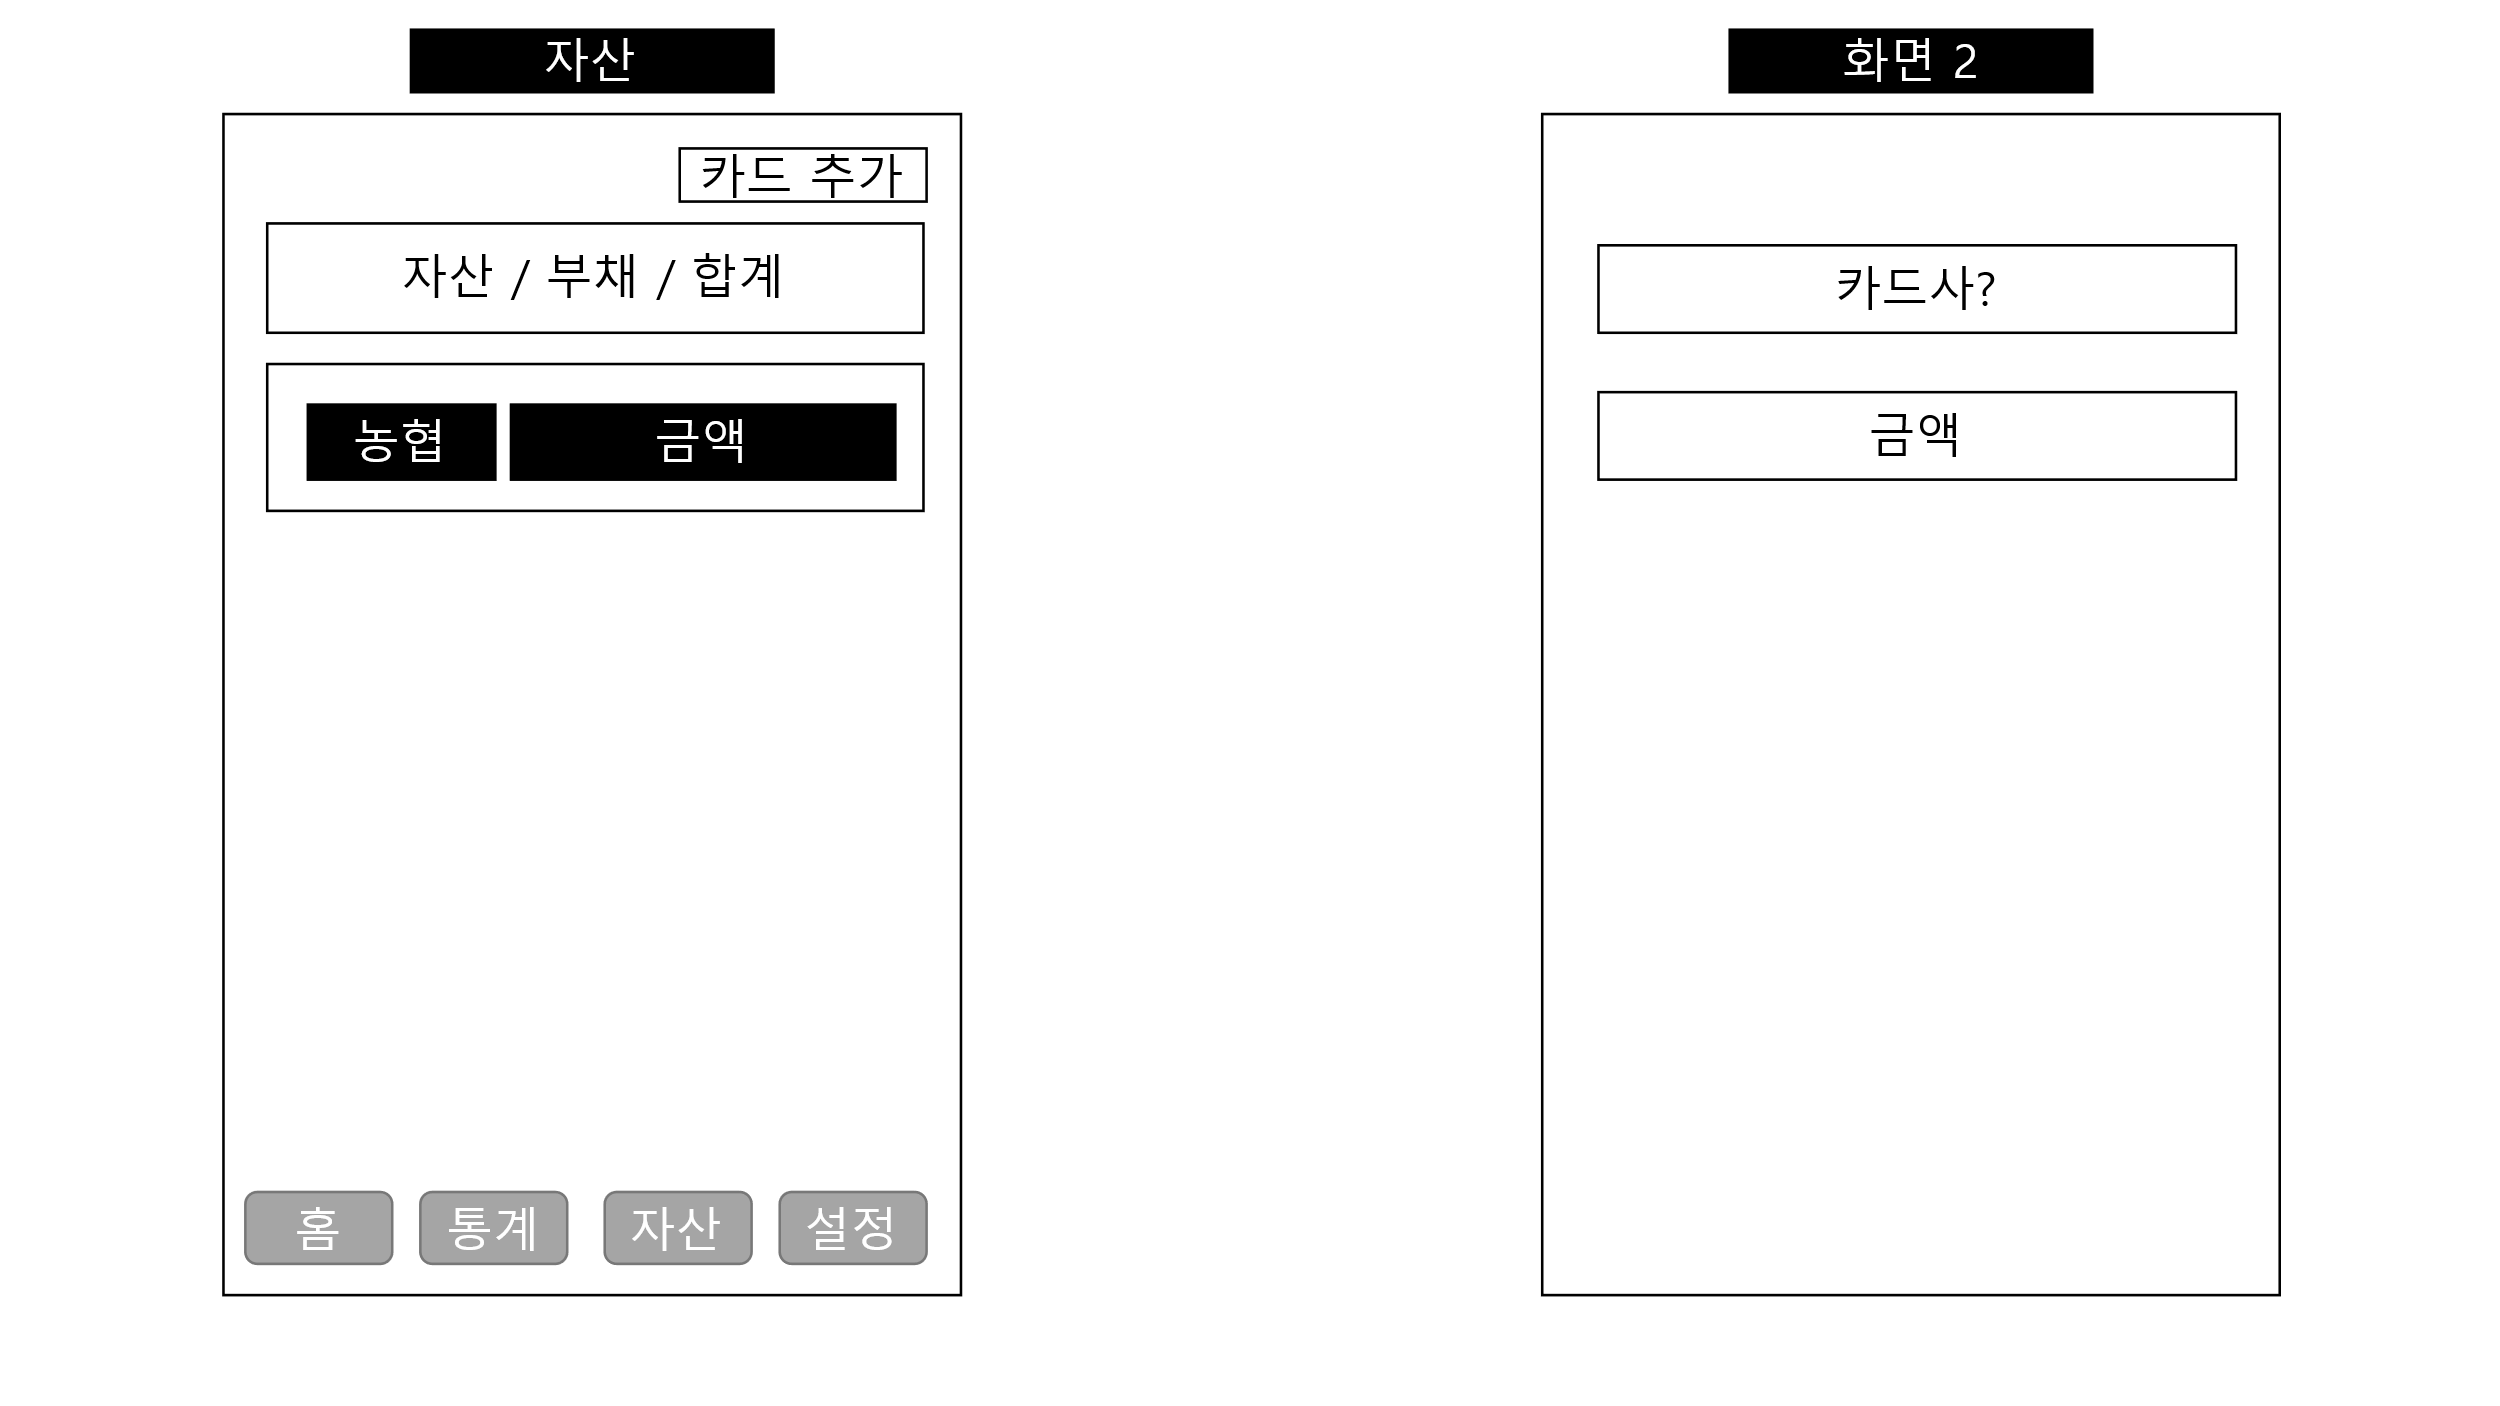 자산
카드 추가
자산 / 부채 / 합계
농협 금액
홈 통계 자산 설정
화면 2
카드사?
금액